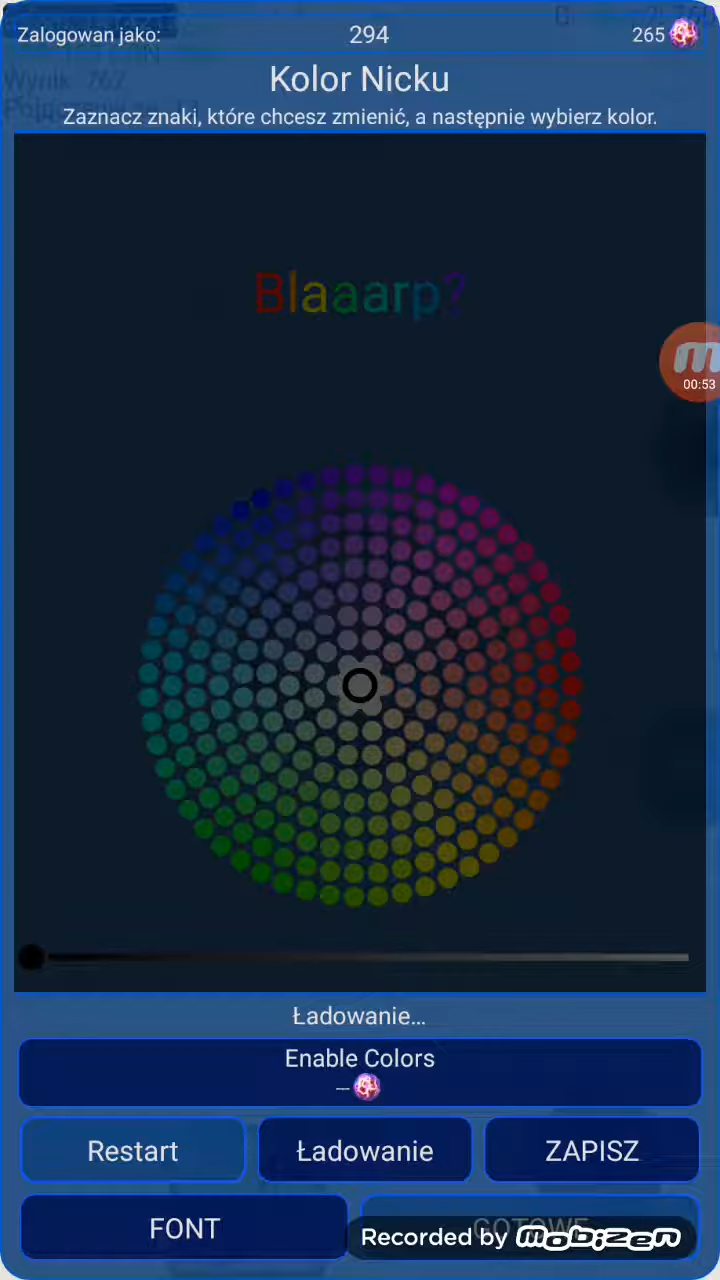 Zalogowan jako:
294
265
Kolor Nicku
Zaznacz znaki, które chcesz zmienić, a następnie wybierz kolor.
Blaaarp?
m
00:53
Ładowanie...
Enable Colors
---
Restart
Ładowanie
ZAPISZ
FONT
GOTOWE
Recorded by mobizen